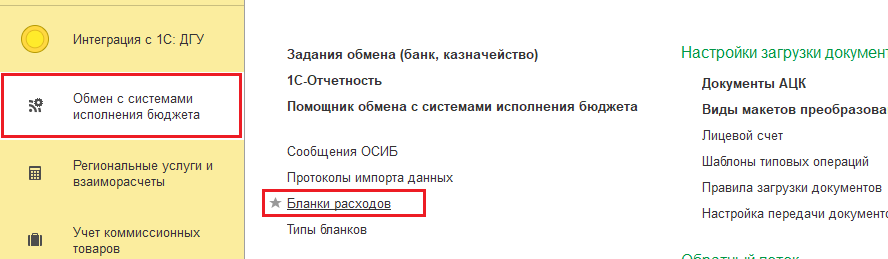 Интеграция с 1С: ДГУ
Обмен с системами
исполнения бюджета
Региональные услуги и
взаиморасчеты
Учет комиссионных
товаров
Задания обмена (банк, казначейство)
1С-Отчетность
Помощник обмена с системами исполнения бюджета
Сообщения ОСИБ
Протоколы импорта данных
Бланки расходов
Типы бланков
Настройки загрузки документ
Документы АЦК
Виды макетов преобразова
Лицевой счет
Шаблоны типовых операций
Правила загрузки документов
Настройка передачи документо